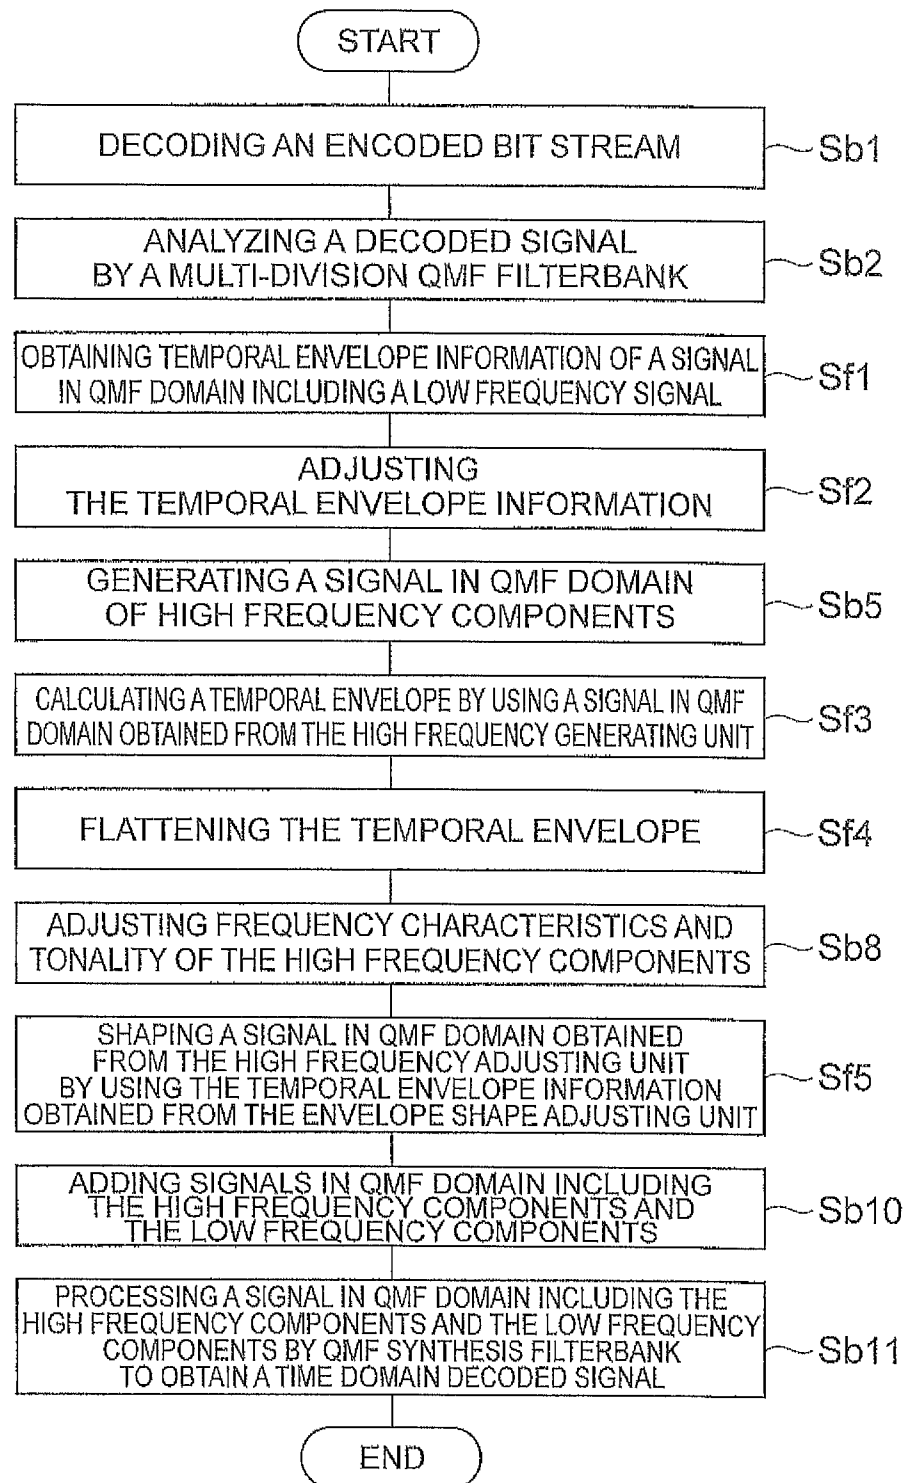 START
DECODING AN ENCODED BIT STREAM
Sb1
ANALYZING A DECODED SIGNAL
BY A MULTI-DIVISION QMF FILTERBANK
Sb2
OBTAINING TEMPORAL ENVELOPE INFORMATION OF A SIGNAL
IN QMF DOMAIN INCLUDING A LOW FREQUENCY SIGNAL
Sf1
ADJUSTING
THE TEMPORAL ENVELOPE INFORMATION
Sf2
GENERATING A SIGNAL IN QMF DOMAIN
OF HIGH FREQUENCY COMPONENTS
Sb5
CALCULATING A TEMPORAL ENVELOPE BY USING A SIGNAL IN QMF
DOMAIN OBTAINED FROM THE HIGH FREQUENCY GENERATING UNIT
Sf3
FLATTENING THE TEMPORAL ENVELOPE
Sf4
ADJUSTING FREQUENCY CHARACTERISTICS AND
TONALITY OF THE HIGH FREQUENCY COMPONENTS
Sb8
SHAPING A SIGNAL IN QMF DOMAIN OBTAINED
FROM THE HIGH FREQUENCY ADJUSTING UNIT
BY USING THE TEMPORAL ENVELOPE INFORMATION
OBTAINED FROM THE ENVELOPE SHAPE ADJUSTING UNIT
Sf5
ADDING SIGNALS IN QMF DOMAIN INCLUDING
THE HIGH FREQUENCY COMPONENTS AND
THE LOW FREQUENCY COMPONENTS
Sb10
PROCESSING A SIGNAL IN QMF DOMAIN INCLUDING THE
HIGH FREQUENCY COMPONENTS AND THE LOW FREQUENCY
COMPONENTS BY QMF SYNTHESIS FILTERBANK
TO OBTAIN A TIME DOMAIN DECODED SIGNAL
Sb11
END